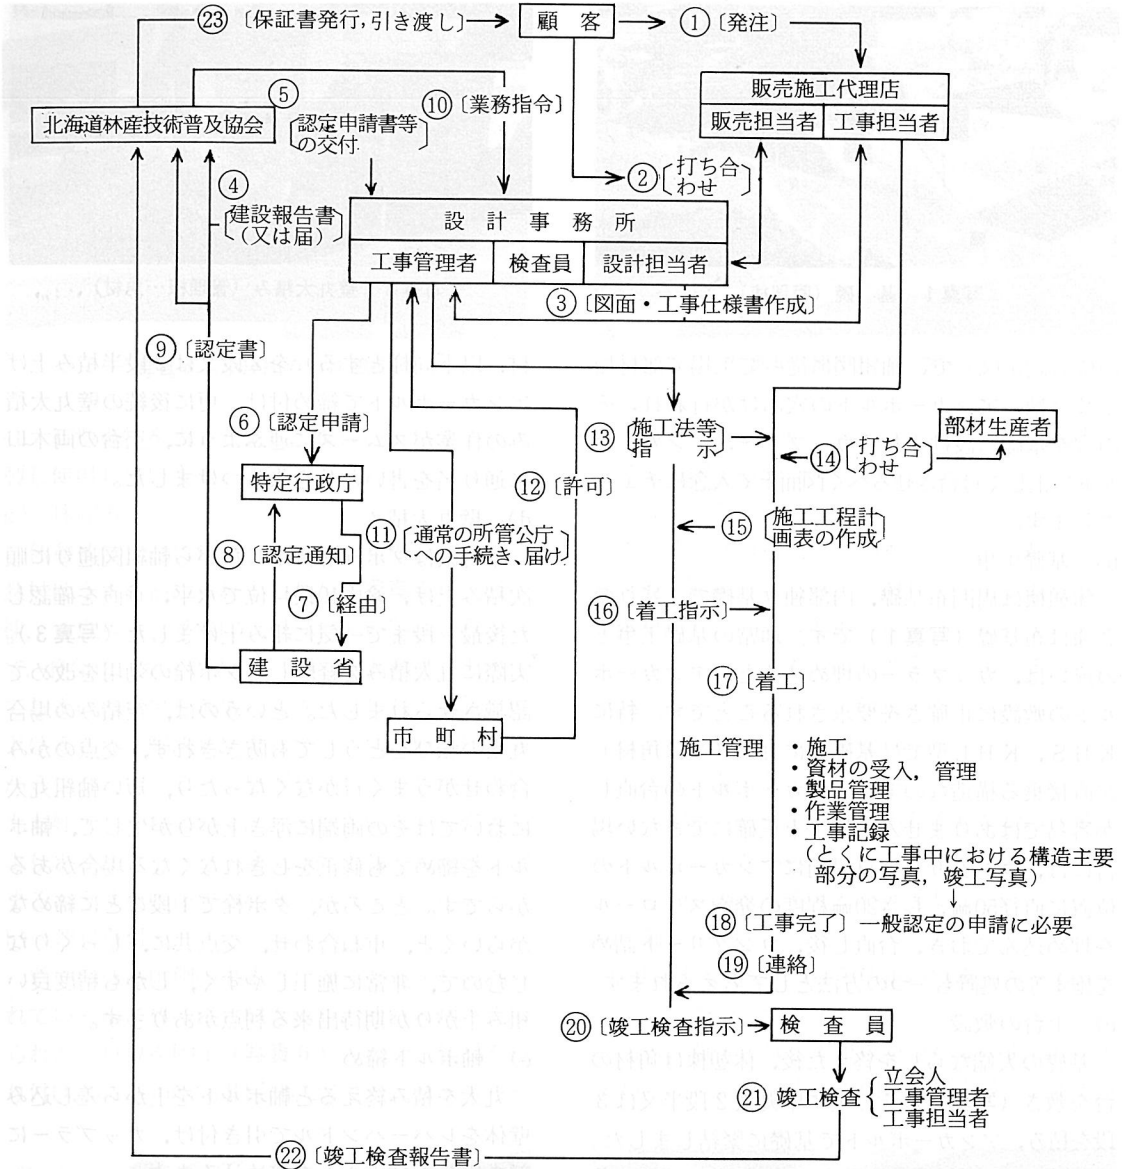 ㉓〔保証書発行,引き渡し〕
顧客
①〔発注〕
販売施工代理店
販売担当者
工事担当者
⑤
〔認定申請書等
の交付〕
⑩〔業務指令〕
北海道林産技術普及協会
②〔打ち合
わせ〕
④
〔建設報告書
(又は届)〕
設計事務所
工事管理者
検査員
設計担当者
③〔図面・工事仕様書作成〕
⑨〔認定書〕
⑥〔認定申請〕
⑬〔施工法等
指示〕
部材生産者
⑭〔打ち合
わせ〕
特定行政庁
⑫〔許可〕
⑪〔通常の所管公庁
への手続き、届け〕
⑮〔施工工程計
画表の作成〕
⑧〔認定通知〕
⑦〔経由〕
⑯〔着工指示〕
建設省
⑰〔着工〕
市町村
施工管理
・施工
・資材の受入,管理
・製品管理
・作業管理
・工事記録
(とくに工事中における構造主要
部分の写真,竣工写真)
⑱〔工事完了〕一般認定の申請に必要
⑲〔連絡〕
⑳〔竣工検査指示〕
検査員
㉑ 竣工検査
立会人
工事管理者
工事担当者
㉒〔竣工検査報告書〕